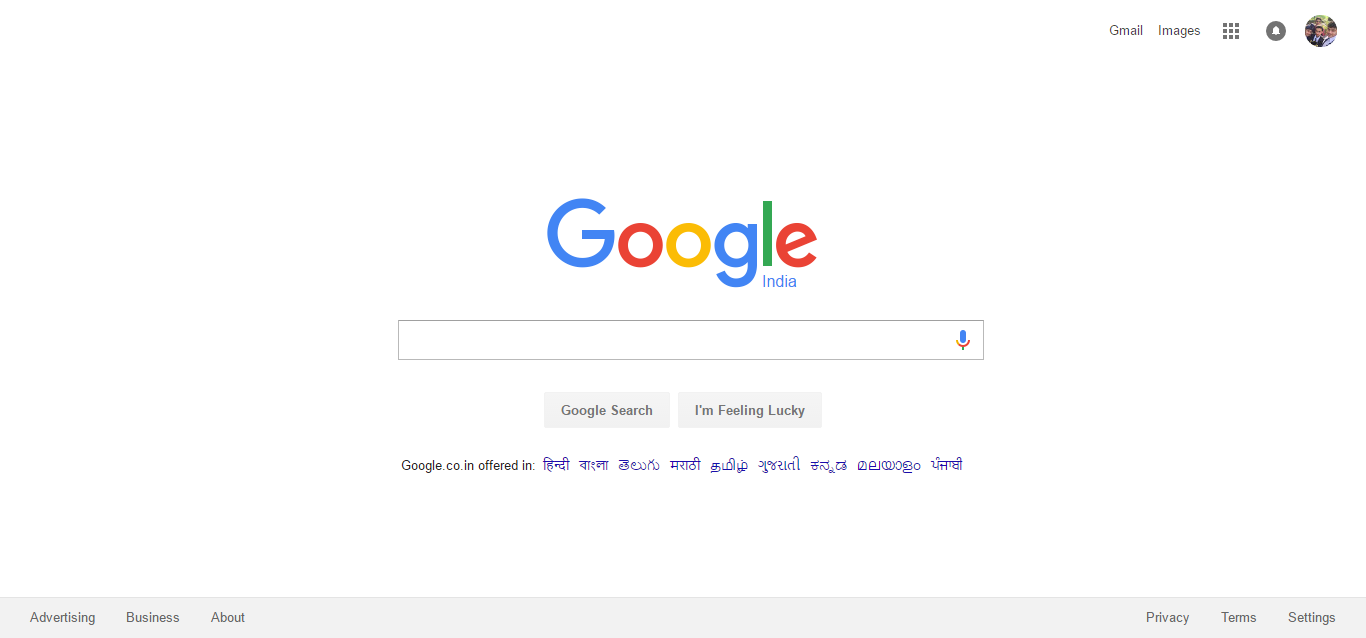 Gmail Images
Google
India
Google Search I'm Feeling Lucky
Google.co.in offered in: हिन्दी বাংলা తెలుగు मराठी தமிழ் ગુજરાતી ಕನ್ನಡ മലയാളം ਪੰਜਾਬੀ
Advertising Business About Privacy Terms Settings